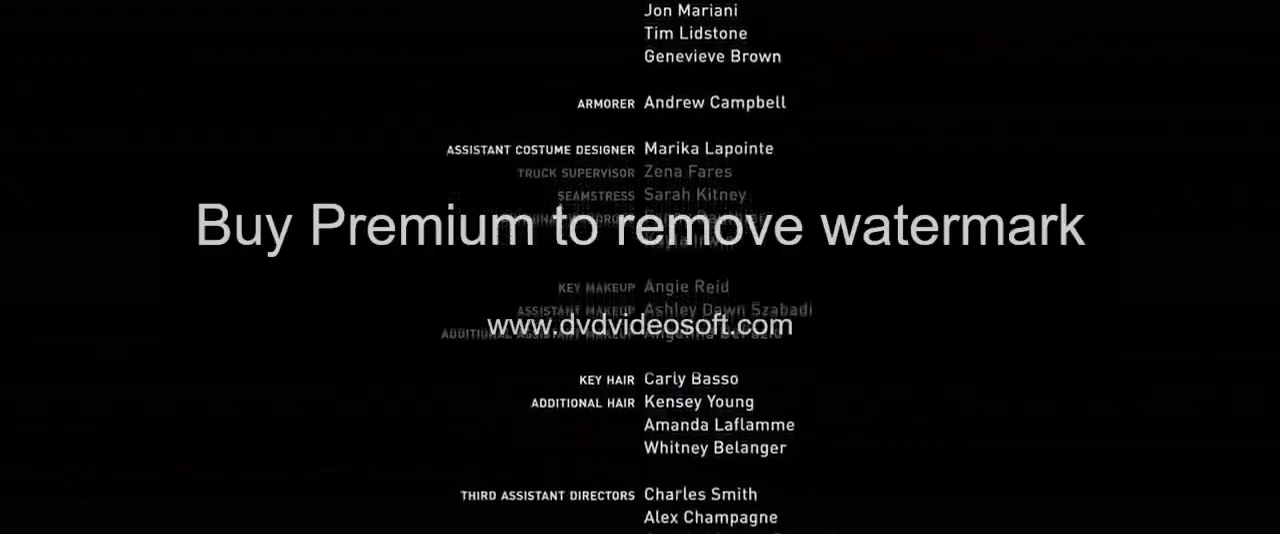 Jon Mariani
Tim Lidstone
Genevieve Brown
ARMORER Andrew Campbell
ASSISTANT COSTUME DESIGNER Marika Lapointe
TRUCK SUPERVISOR Zena Fares
SEAMSTRESS Sarah Kitney
Buy Premium to remove watermark
KEY MAKEUP Angie Reid
ASSISTANT MAKEUP Ashley Dawn Szabadi
www.dvdvideosoft.com
ADDITIONAL ASSISTANT MAKEUP
KEY HAIR Carly Basso
ADDITIONAL HAIR Kensey Young
Amanda Laflamme
Whitney Belanger
THIRD ASSISTANT DIRECTORS Charles Smith
Alex Champagne